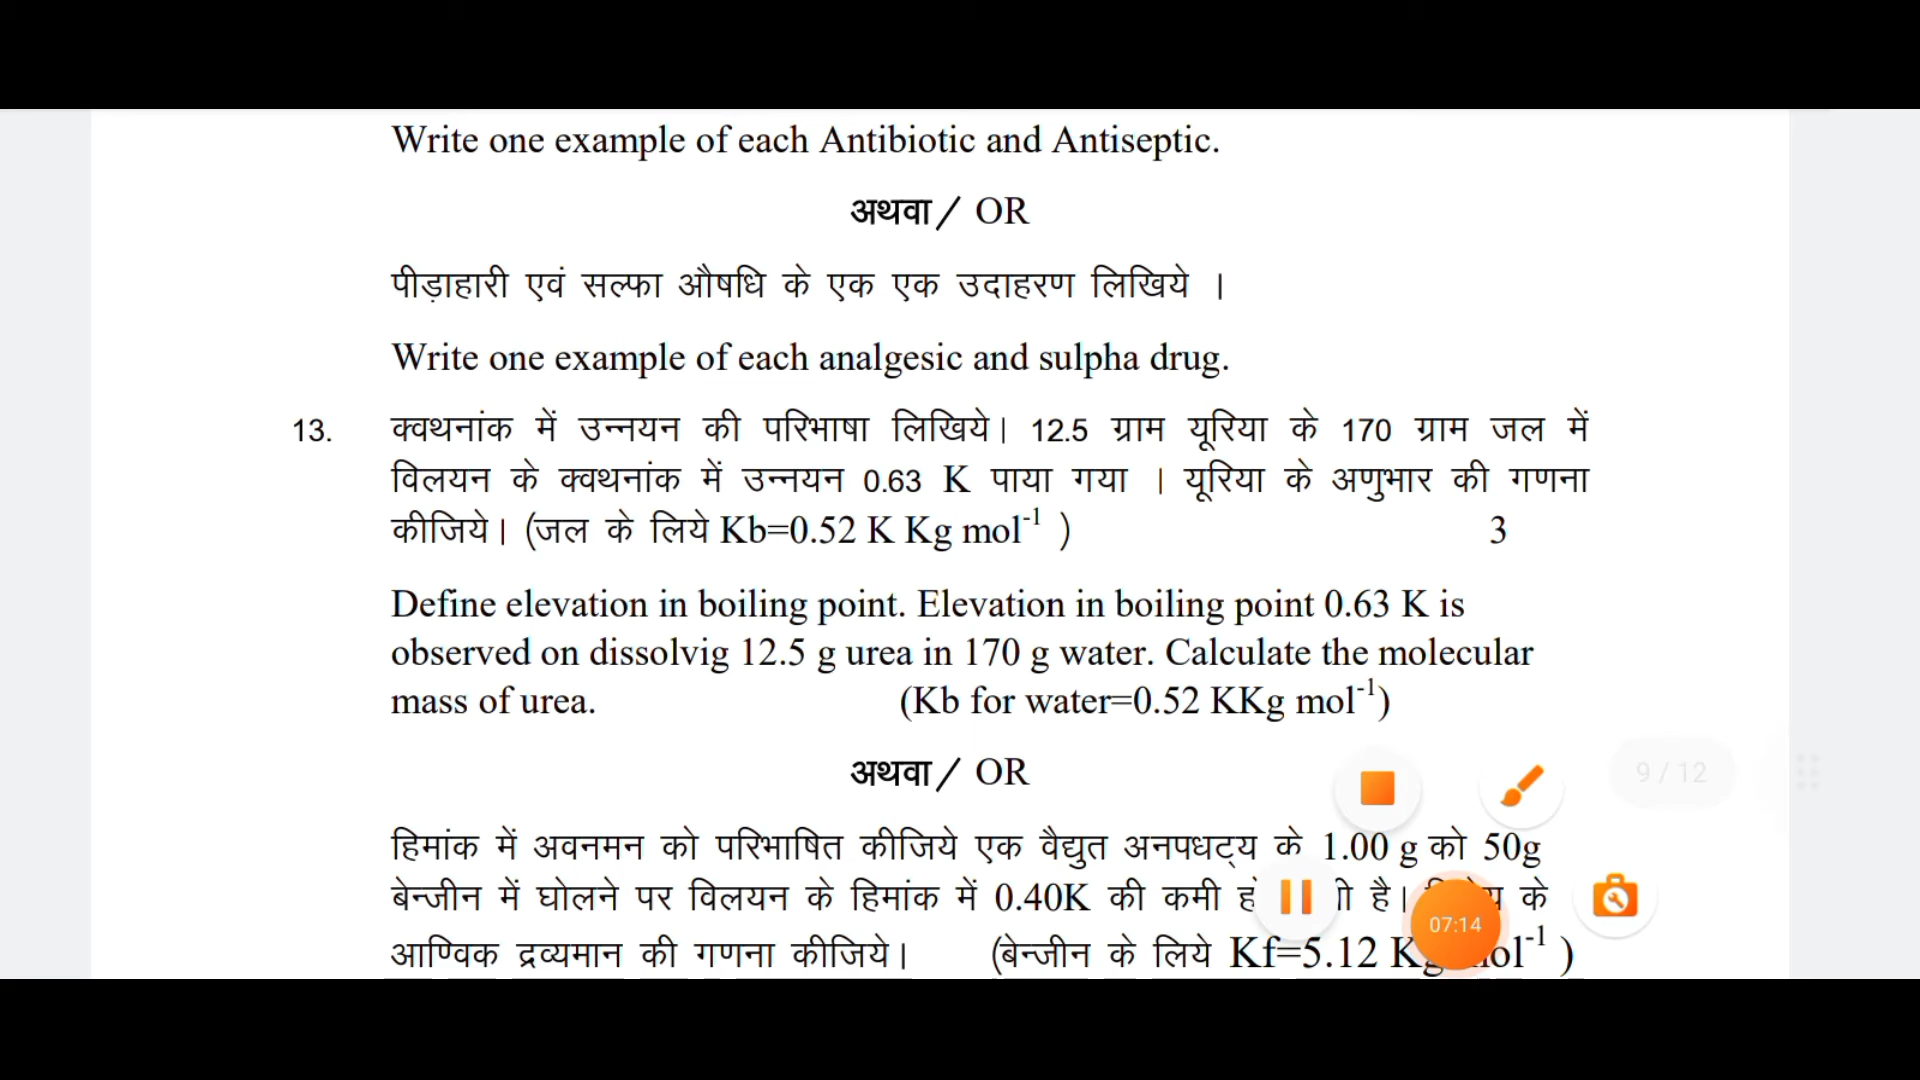 Write one example of each Antibiotic and Antiseptic.
अथवा/ OR
पीड़ाहारी एवं सल्फा औषधि के एक एक उदाहरण लिखिये ।
Write one example of each analgesic and sulpha drug.
13. क्वथनांक में उन्नयन की परिभाषा लिखिये। 12.5 ग्राम यूरिया के 170 ग्राम जल में
विलयन के क्वथनांक में उन्नयन 0.63 K पाया गया । यूरिया के अणुभार की गणना
कीजिये। (जल के लिये Kb=0.52 K Kg mol⁻¹ ) 3
Define elevation in boiling point. Elevation in boiling point 0.63 K is
observed on dissolvig 12.5 g urea in 170 g water. Calculate the molecular
mass of urea. (Kb for water=0.52 KKg mol⁻¹)
अथवा/ OR
9 / 12
हिमांक में अवनमन को परिभाषित कीजिये एक वैद्युत अनपधट्य के 1.00 g को 50g
बेन्जीन में घोलने पर विलयन के हिमांक में 0.40K की कमी है। के
07:14
आण्विक द्रव्यमान की गणना कीजिये। (बेन्जीन के लिये Kf=5.12 )